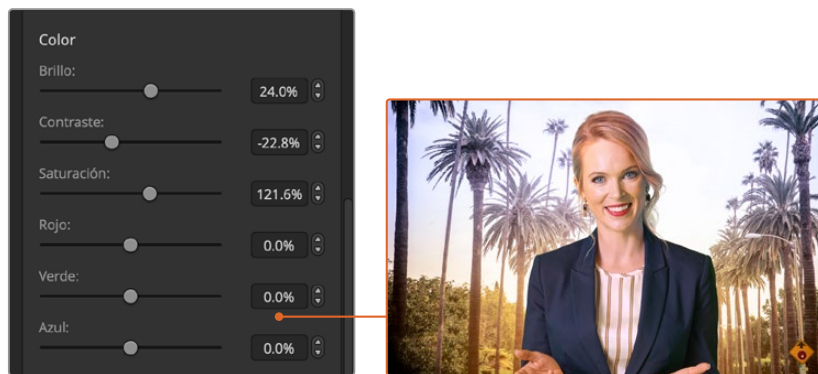 Color
Brillo:
24.0%
Contraste:
-22.8%
Saturación:
121.6%
Rojo:
0.0%
Verde:
0.0%
Azul:
0.0%